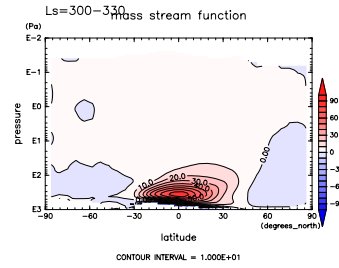 Ls=300-330
mass stream function
(Pa)
E-2
E-1
E0
E1
E2
E3
pressure
0.00
10.0
20.0
30.0
-90
-60
-30
0
30
60
90
(degrees_north)
latitude
90
60
30
0
-3
-6
-9
CONTOUR INTERVAL = 1.000E+01